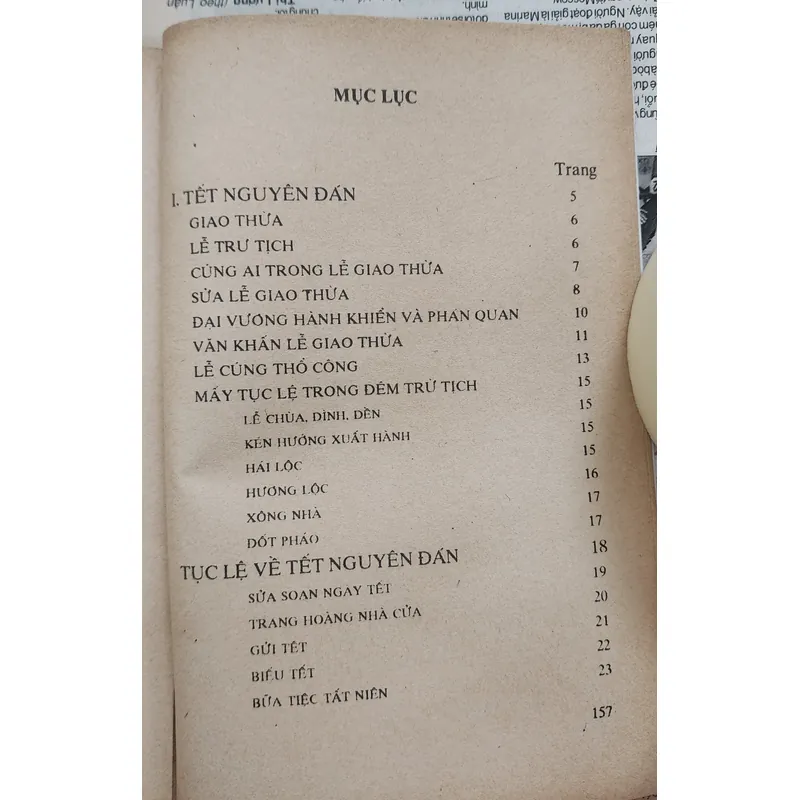 MỤC LỤC
Trang
I. TẾT NGUYÊN ĐÁN 5
GIAO THỪA 6
LỄ TRƯ TỊCH 6
CÚNG AI TRONG LỄ GIAO THỪA 7
SỬA LỄ GIAO THỪA 8
ĐẠI VƯƠNG HÀNH KHIỂN VÀ PHÁN QUAN 10
VĂN KHẤN LỄ GIAO THỪA 11
LỄ CÚNG THỔ CÔNG 13
MẤY TỤC LỆ TRONG ĐÊM TRỪ TỊCH 15
LỄ CHÙA, ĐÌNH, ĐỀN 15
KÉN HƯỚNG XUẤT HÀNH 15
HÁI LỘC 15
HƯƠNG LỘC 16
XÔNG NHÀ 17
ĐỐT PHÁO 17
TỤC LỆ VỀ TẾT NGUYÊN ĐÁN 18
SỬA SOẠN NGAY TẾT 19
TRANG HOÀNG NHÀ CỬA 20
GỬI TẾT 21
BIẾU TẾT 22
BỮA TIỆC TẤT NIÊN 23
157